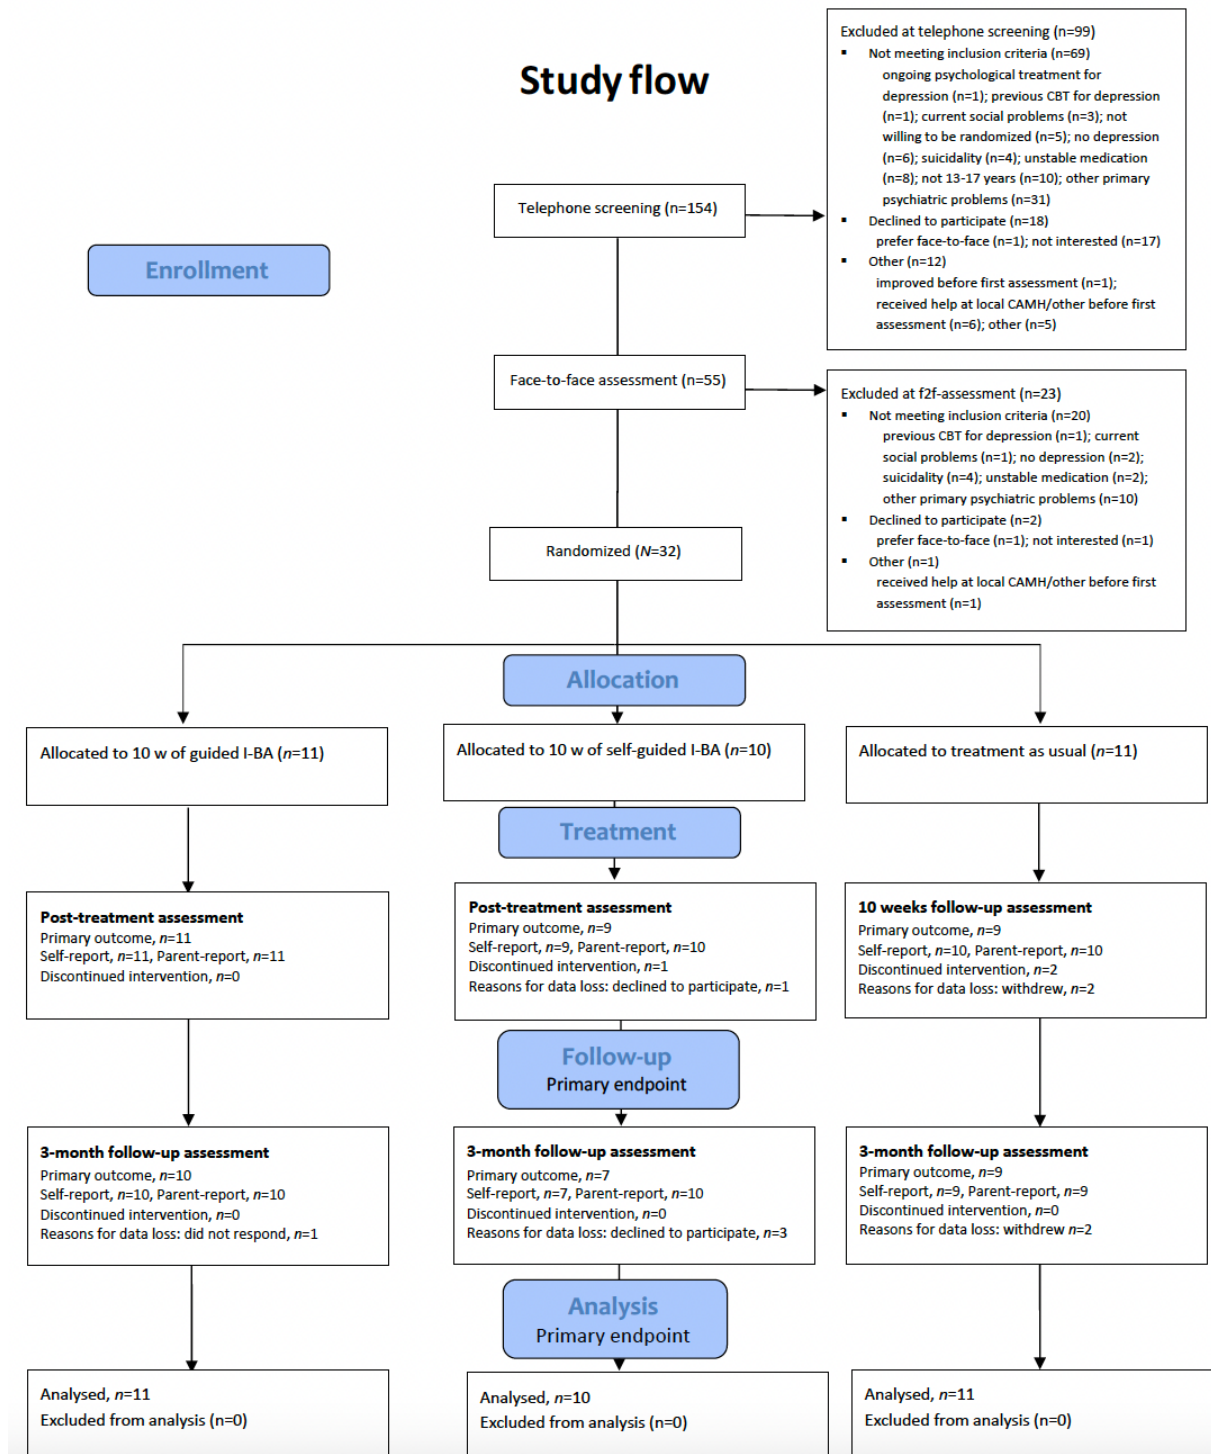 Study flow
Excluded at telephone screening (n=99)
▪ Not meeting inclusion criteria (n=69)
ongoing psychological treatment for
depression (n=1); previous CBT for depression
(n=1); current social problems (n=3); not
willing to be randomized (n=5); no depression
(n=6); suicidality (n=4); unstable medication
(n=8); not 13-17 years (n=10); other primary
psychiatric problems (n=31)
▪ Declined to participate (n=18)
prefer face-to-face (n=1); not interested (n=17)
▪ Other (n=12)
improved before first assessment (n=1);
received help at local CAMH/other before first
assessment (n=6); other (n=5)
Telephone screening (n=154)
Enrollment
Face-to-face assessment (n=55)
Excluded at f2f-assessment (n=23)
▪ Not meeting inclusion criteria (n=20)
previous CBT for depression (n=1); current
social problems (n=1); no depression (n=2);
suicidality (n=4); unstable medication (n=2);
other primary psychiatric problems (n=10)
▪ Declined to participate (n=2)
prefer face-to-face (n=1); not interested (n=1)
▪ Other (n=1)
received help at local CAMH/other before first
assessment (n=1)
Randomized (N=32)
Allocation
Allocated to 10 w of guided I-BA (n=11)
Allocated to 10 w of self-guided I-BA (n=10)
Allocated to treatment as usual (n=11)
Treatment
Post-treatment assessment
Primary outcome, n=11
Self-report, n=11, Parent-report, n=11
Discontinued intervention, n=0
Post-treatment assessment
Primary outcome, n=9
Self-report, n=9, Parent-report, n=10
Discontinued intervention, n=1
Reasons for data loss: declined to participate, n=1
10 weeks follow-up assessment
Primary outcome, n=9
Self-report, n=10, Parent-report, n=10
Discontinued intervention, n=2
Reasons for data loss: withdrew, n=2
Follow-up
Primary endpoint
3-month follow-up assessment
Primary outcome, n=10
Self-report, n=10, Parent-report, n=10
Discontinued intervention, n=0
Reasons for data loss: did not respond, n=1
3-month follow-up assessment
Primary outcome, n=7
Self-report, n=7, Parent-report, n=10
Discontinued intervention, n=0
Reasons for data loss: declined to participate, n=3
3-month follow-up assessment
Primary outcome, n=9
Self-report, n=9, Parent-report, n=9
Discontinued intervention, n=0
Reasons for data loss: withdrew n=2
Analysis
Primary endpoint
Analysed, n=11
Excluded from analysis (n=0)
Analysed, n=10
Excluded from analysis (n=0)
Analysed, n=11
Excluded from analysis (n=0)